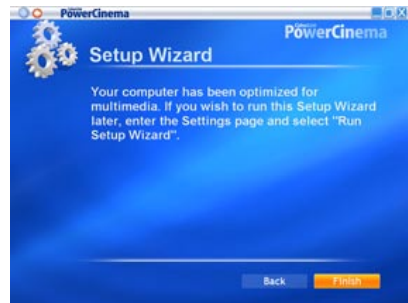 PowerCinema
CyberLink
PowerCinema
Setup Wizard
Your computer has been optimized for
multimedia. If you wish to run this Setup Wizard
later, enter the Settings page and select "Run
Setup Wizard".
Back Finish